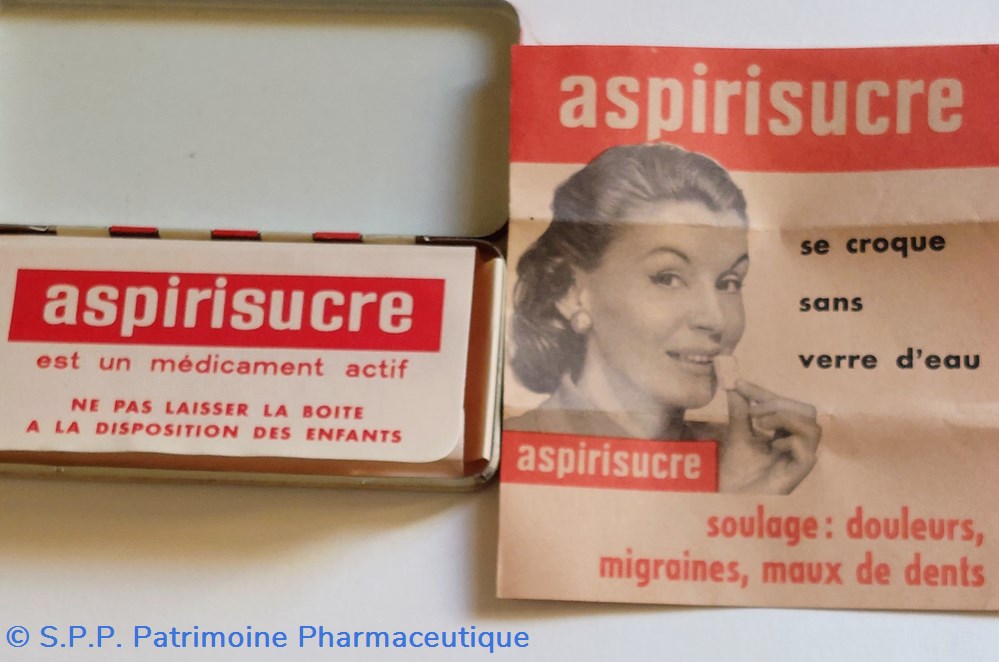 aspirisucre
est un médicament actif
NE PAS LAISSER LA BOITE
A LA DISPOSITION DES ENFANTS
aspirisucre
se croque
sans
verre d'eau
aspirisucre
soulage : douleurs,
migraines, maux de dents
© S.P.P. Patrimoine Pharmaceutique